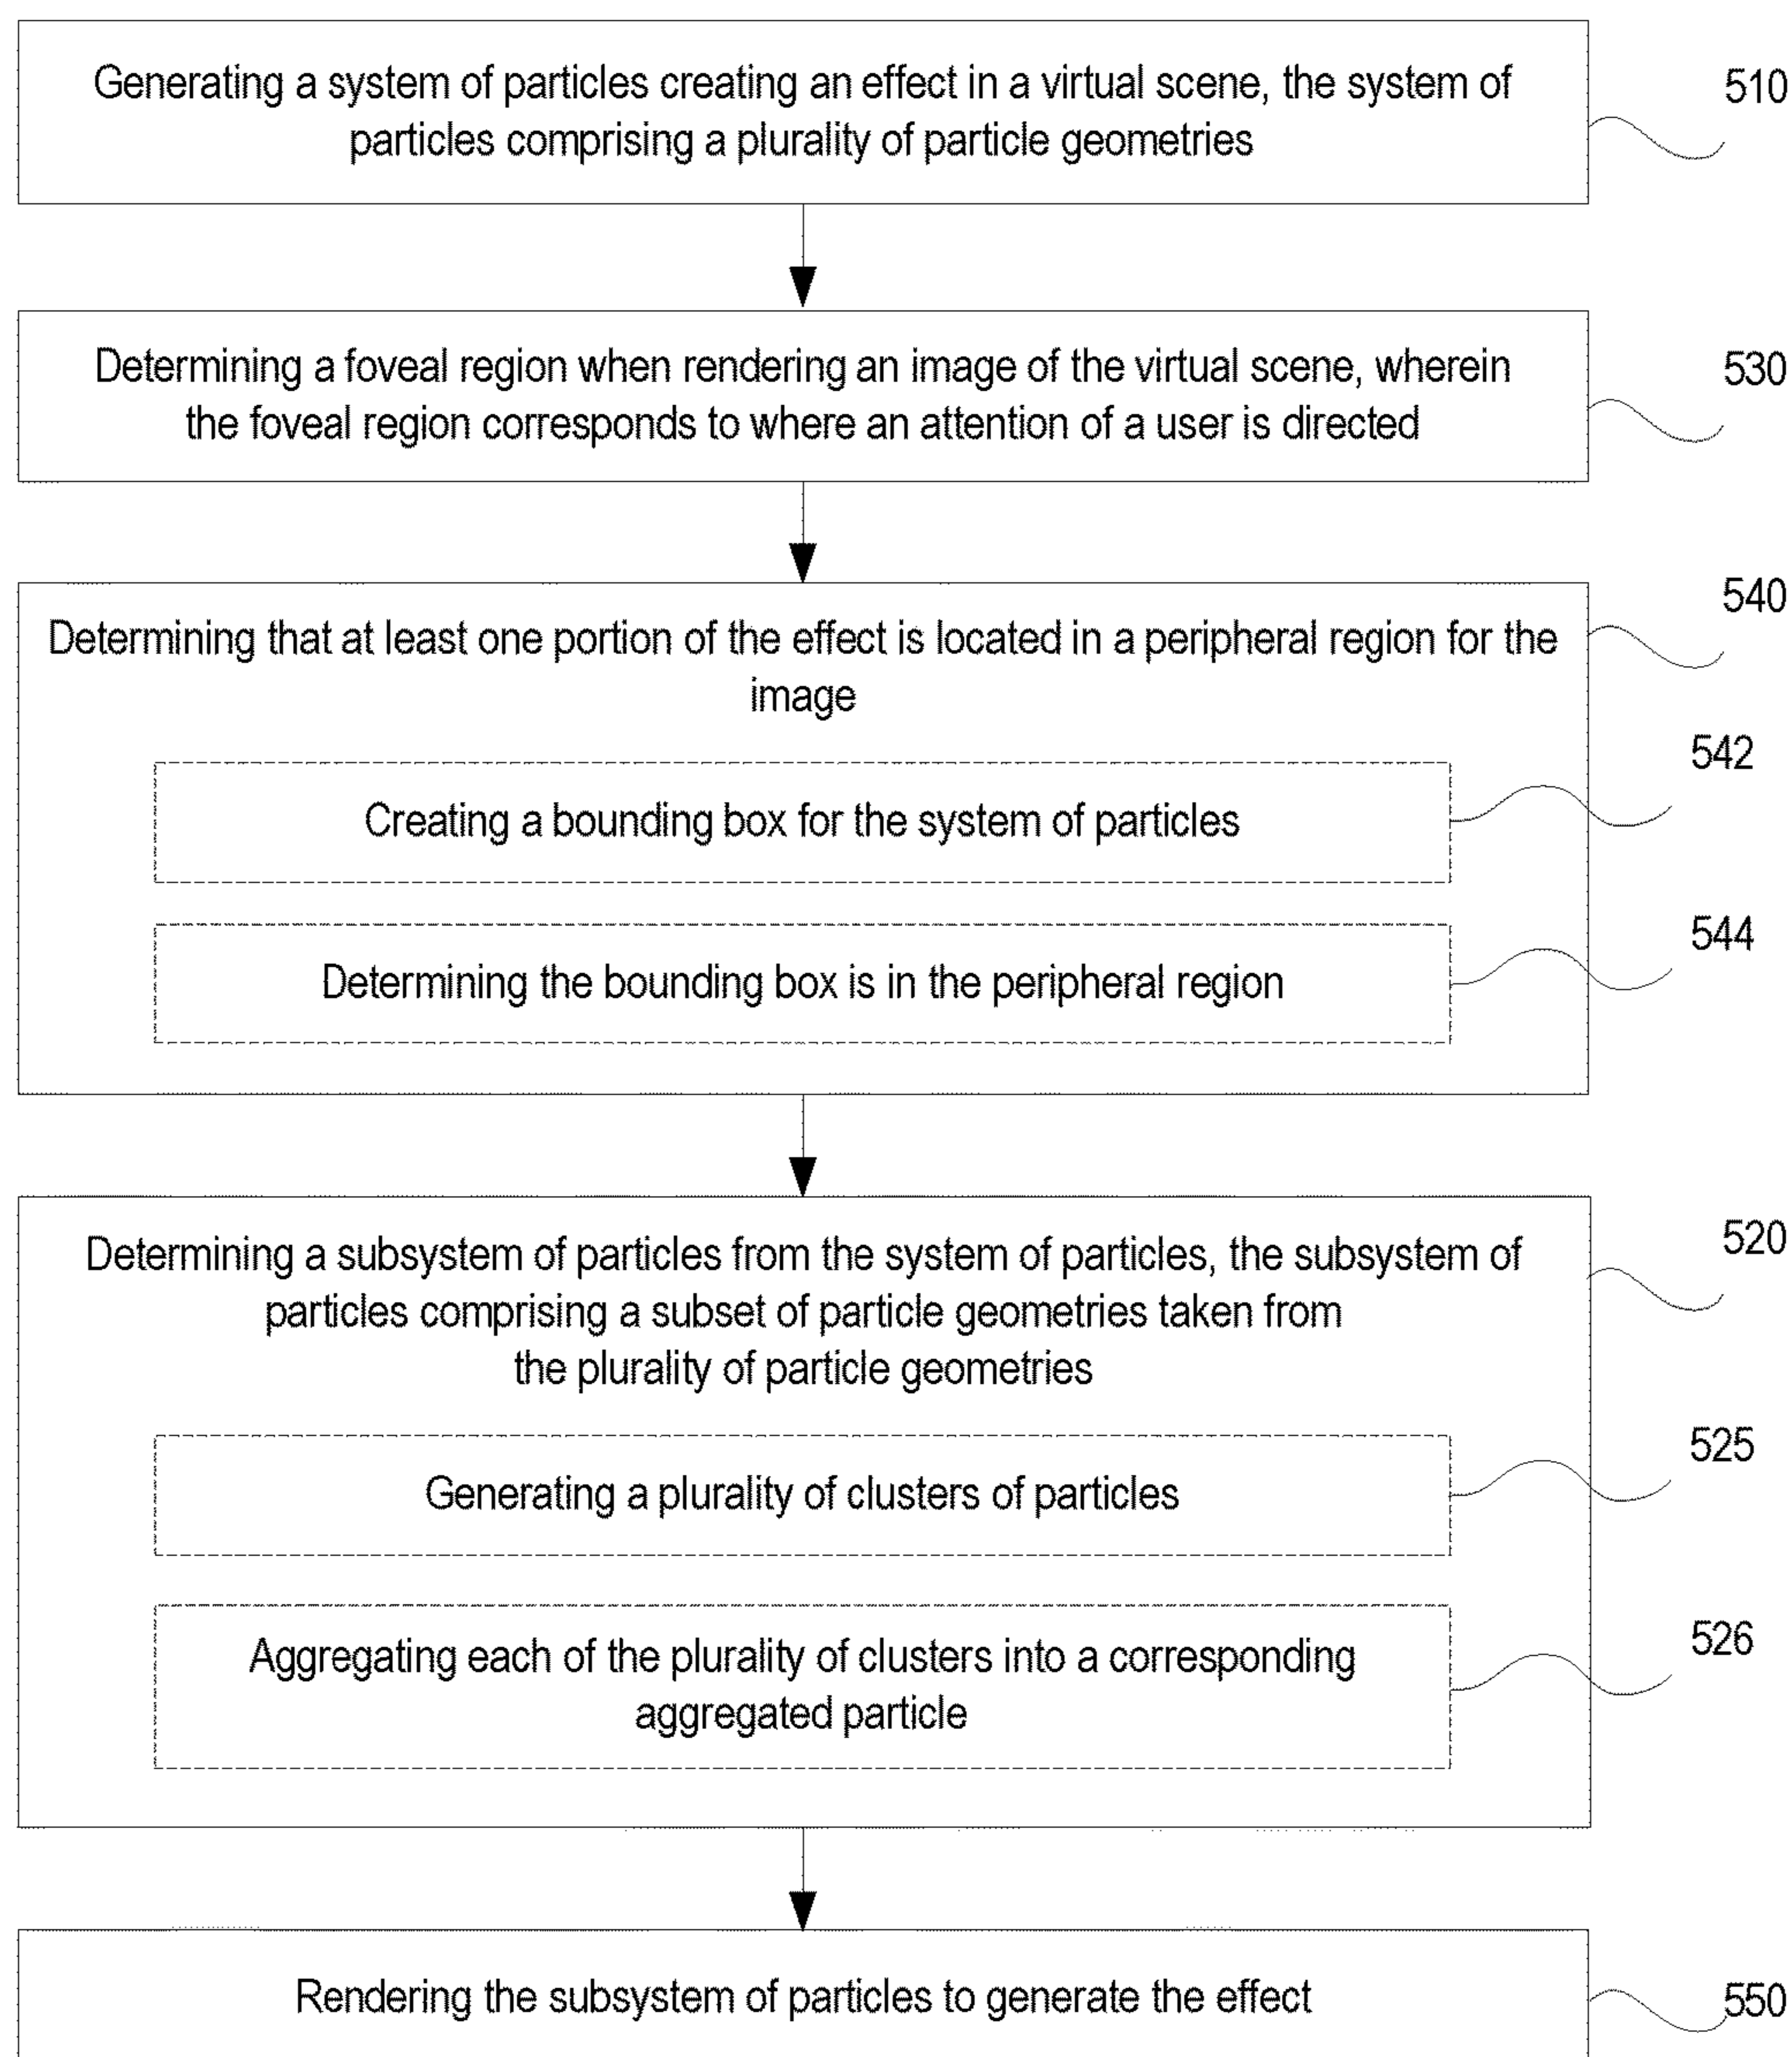 Generating a system of particles creating an effect in a virtual scene, the system of
particles comprising a plurality of particle geometries
510
Determining a foveal region when rendering an image of the virtual scene, wherein
the foveal region corresponds to where an attention of a user is directed
530
Determining that at least one portion of the effect is located in a peripheral region for the
image
540
Creating a bounding box for the system of particles
542
Determining the bounding box is in the peripheral region
544
Determining a subsystem of particles from the system of particles, the subsystem of
particles comprising a subset of particle geometries taken from
the plurality of particle geometries
520
Generating a plurality of clusters of particles
525
Aggregating each of the plurality of clusters into a corresponding
aggregated particle
526
Rendering the subsystem of particles to generate the effect
550